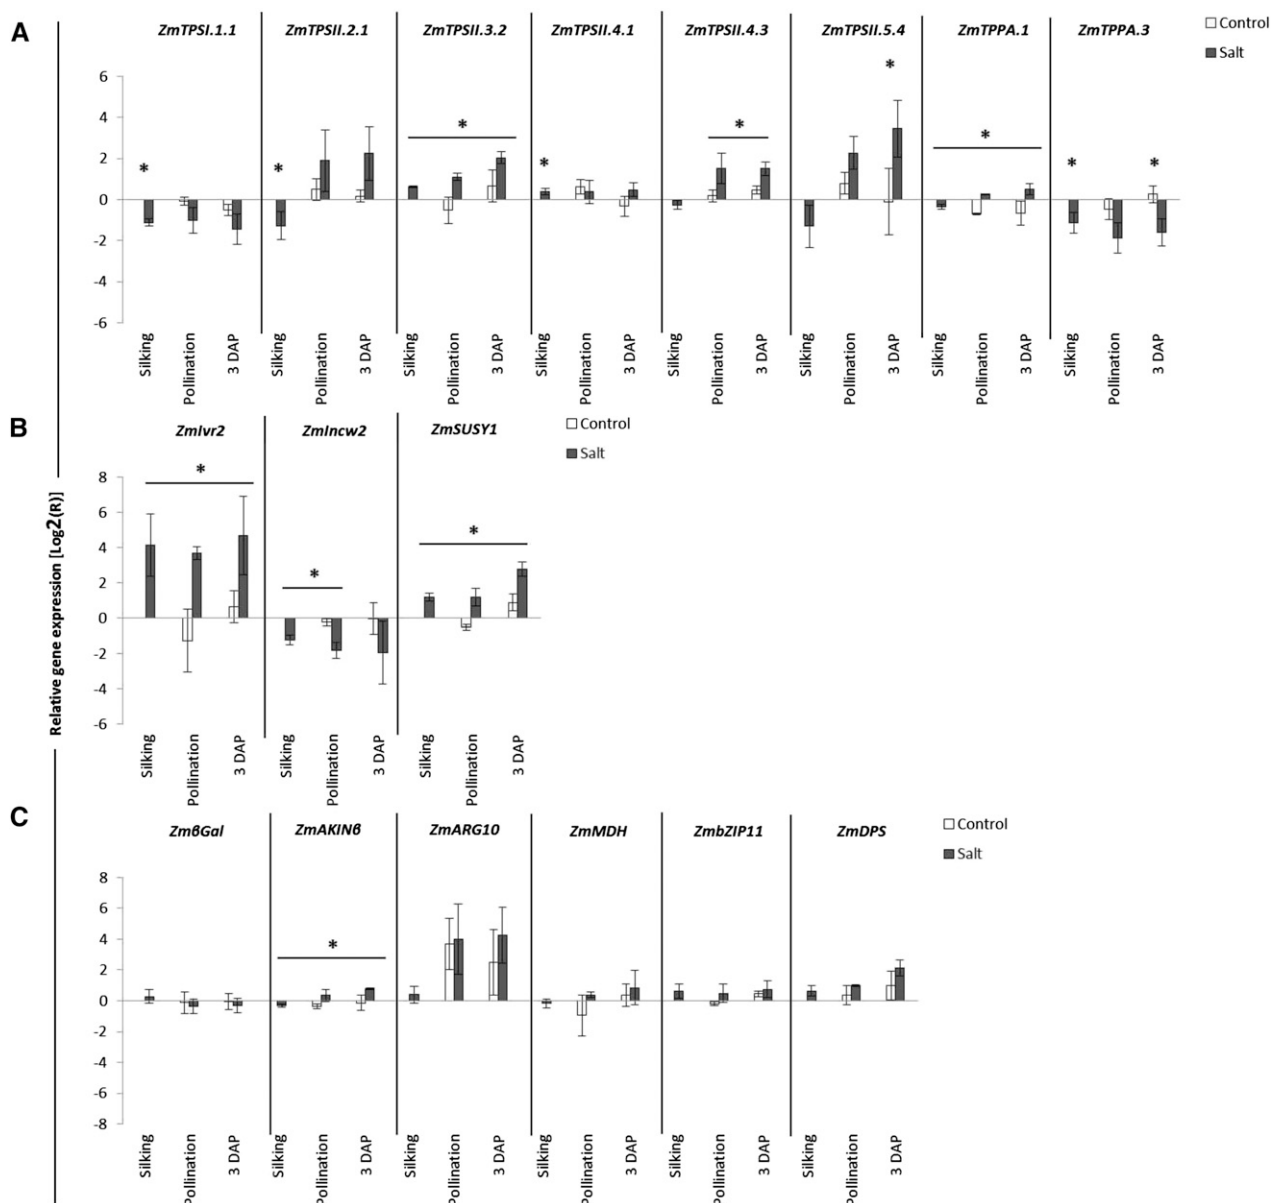 A
ZmTPSI.1.1 ZmTPSII.2.1 ZmTPSII.3.2 ZmTPSII.4.1 ZmTPSII.4.3 ZmTPSII.5.4 ZmTPPA.1 ZmTPPA.3
Control
Salt
6
4
2
0
-2
-4
-6
* * * * * * * * *
Silking Pollination 3 DAP Silking Pollination 3 DAP Silking Pollination 3 DAP Silking Pollination 3 DAP Silking Pollination 3 DAP Silking Pollination 3 DAP Silking Pollination 3 DAP Silking Pollination 3 DAP
B
ZmIvr2 ZmIncw2 ZmSUSY1
Control
Salt
Relative gene expression [Log2(R)]
8
6
4
2
0
-2
-4
-6
* * *
Silking Pollination 3 DAP Silking Pollination 3 DAP Silking Pollination 3 DAP
C
ZmβGal ZmAKINβ ZmARG10 ZmMDH ZmbZIP11 ZmDPS
Control
Salt
8
6
4
2
0
-2
-4
-6
-8
*
Silking Pollination 3 DAP Silking Pollination 3 DAP Silking Pollination 3 DAP Silking Pollination 3 DAP Silking Pollination 3 DAP Silking Pollination 3 DAP